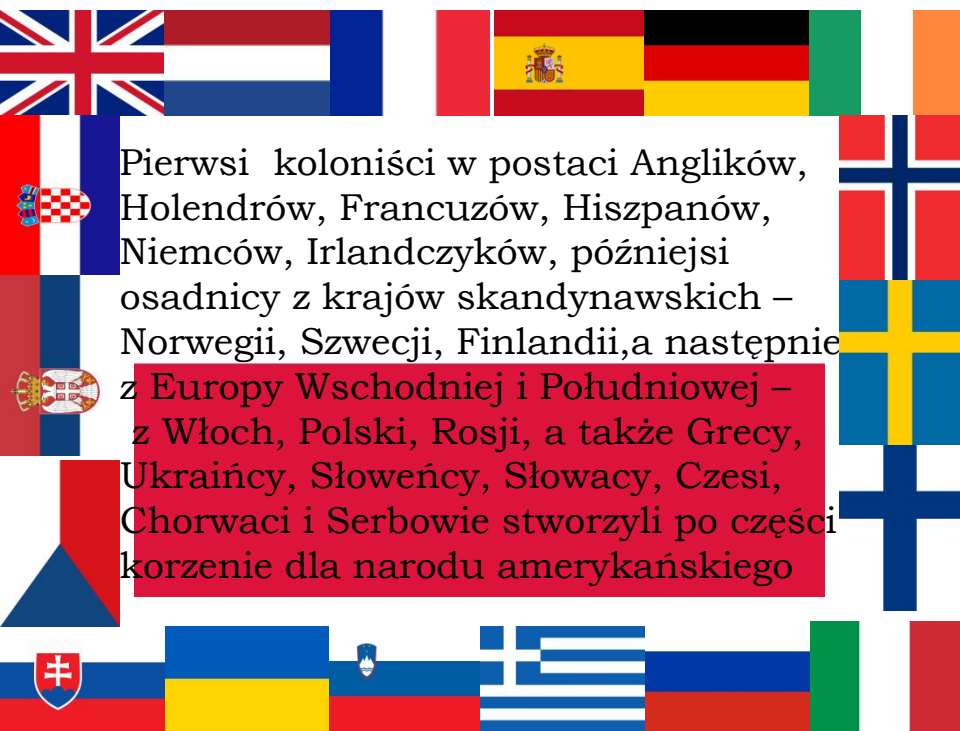 Pierwsi  koloniści w postaci Anglików,
Holendrów, Francuzów, Hiszpanów,
Niemców, Irlandczyków, późniejsi
osadnicy z krajów skandynawskich –
Norwegii, Szwecji, Finlandii,a następnie
z Europy Wschodniej i Południowej –
z Włoch, Polski, Rosji, a także Grecy,
Ukraińcy, Słoweńcy, Słowacy, Czesi,
Chorwaci i Serbowie stworzyli po części
korzenie dla narodu amerykańskiego